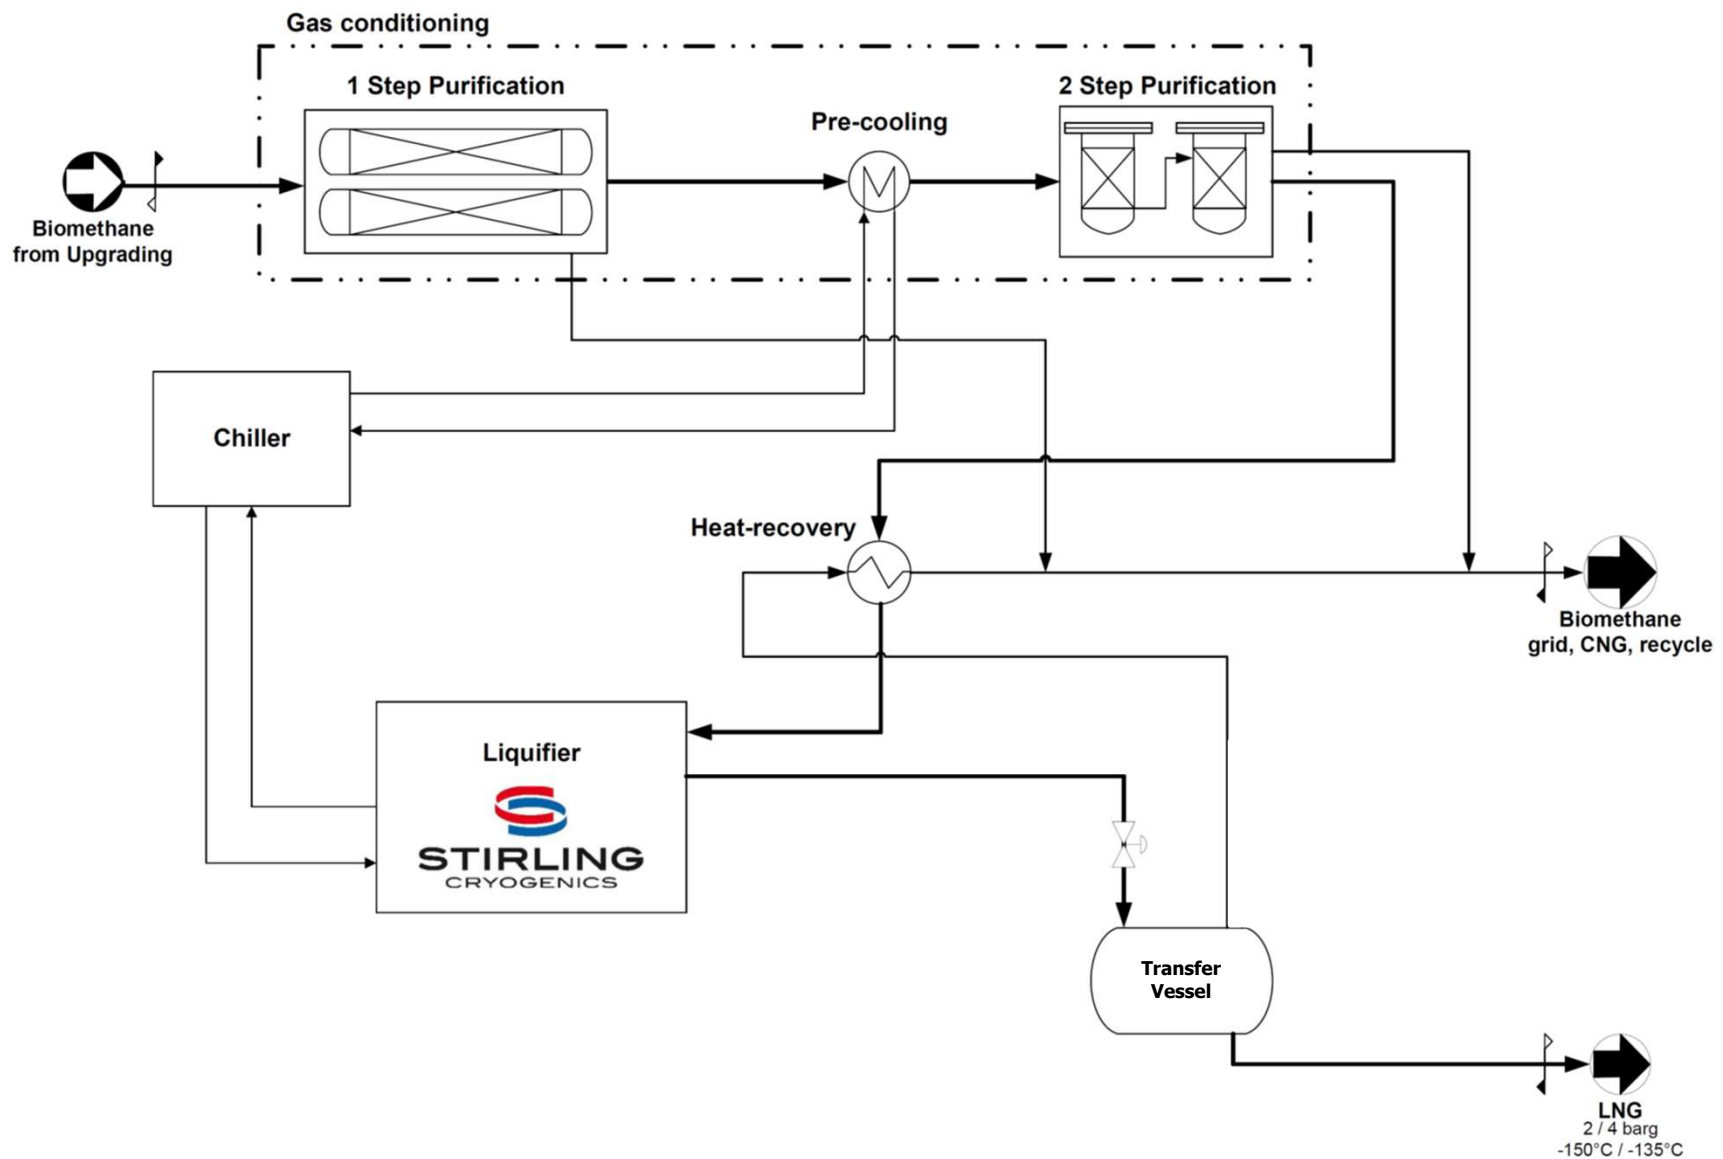 Gas conditioning
1 Step Purification
2 Step Purification
Pre-cooling
Biomethane
from Upgrading
Chiller
Heat-recovery
Biomethane
grid, CNG, recycle
Liquifier
STIRLING
CRYOGENICS
Transfer
Vessel
LNG
2 / 4 barg
-150°C / -135°C